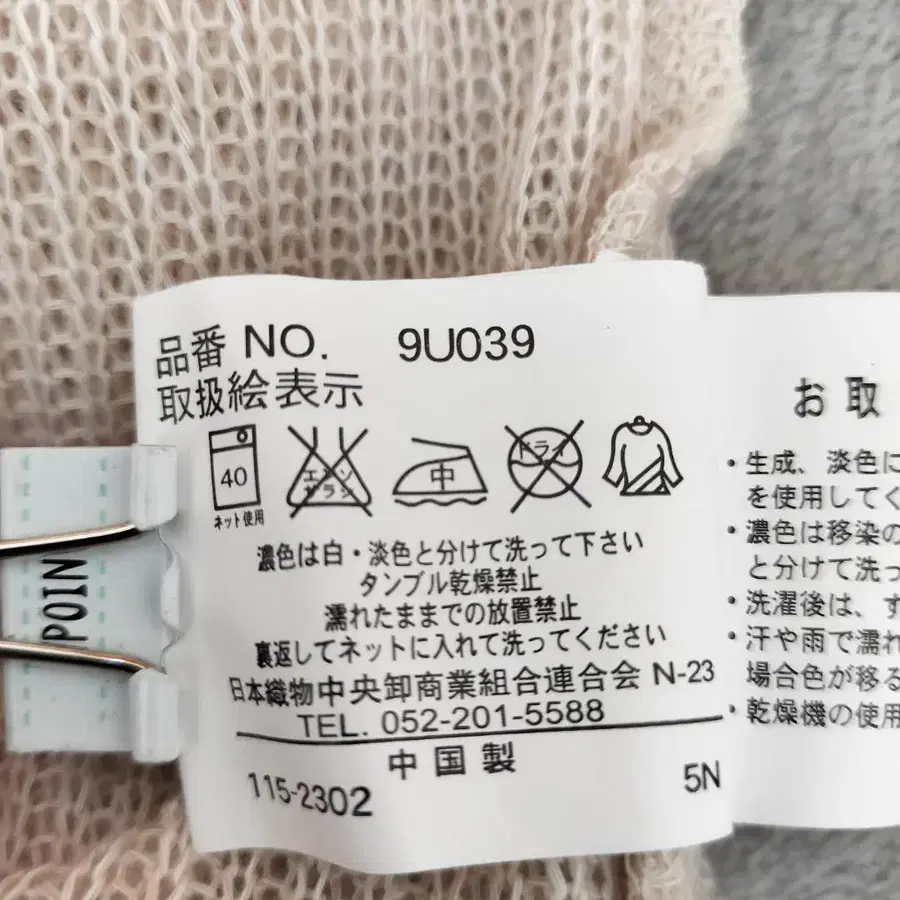 品番 NO. 9U039
取扱絵表示
40
ネット使用
エンソ
サラシ
中
ドライ
濃色は白・淡色と分けて洗って下さい
タンブル乾燥禁止
濡れたままでの放置禁止
裏返してネットに入れて洗ってください
日本織物中央卸商業組合連合会 N-23
TEL. 052-201-5588
中国製
115-2302 5N
POIN
お取
・生成、淡色に
を使用してく
・濃色は移染の
と分けて洗っ
・洗濯後は、す
・汗や雨で濡れ
場合色が移る
・乾燥機の使用